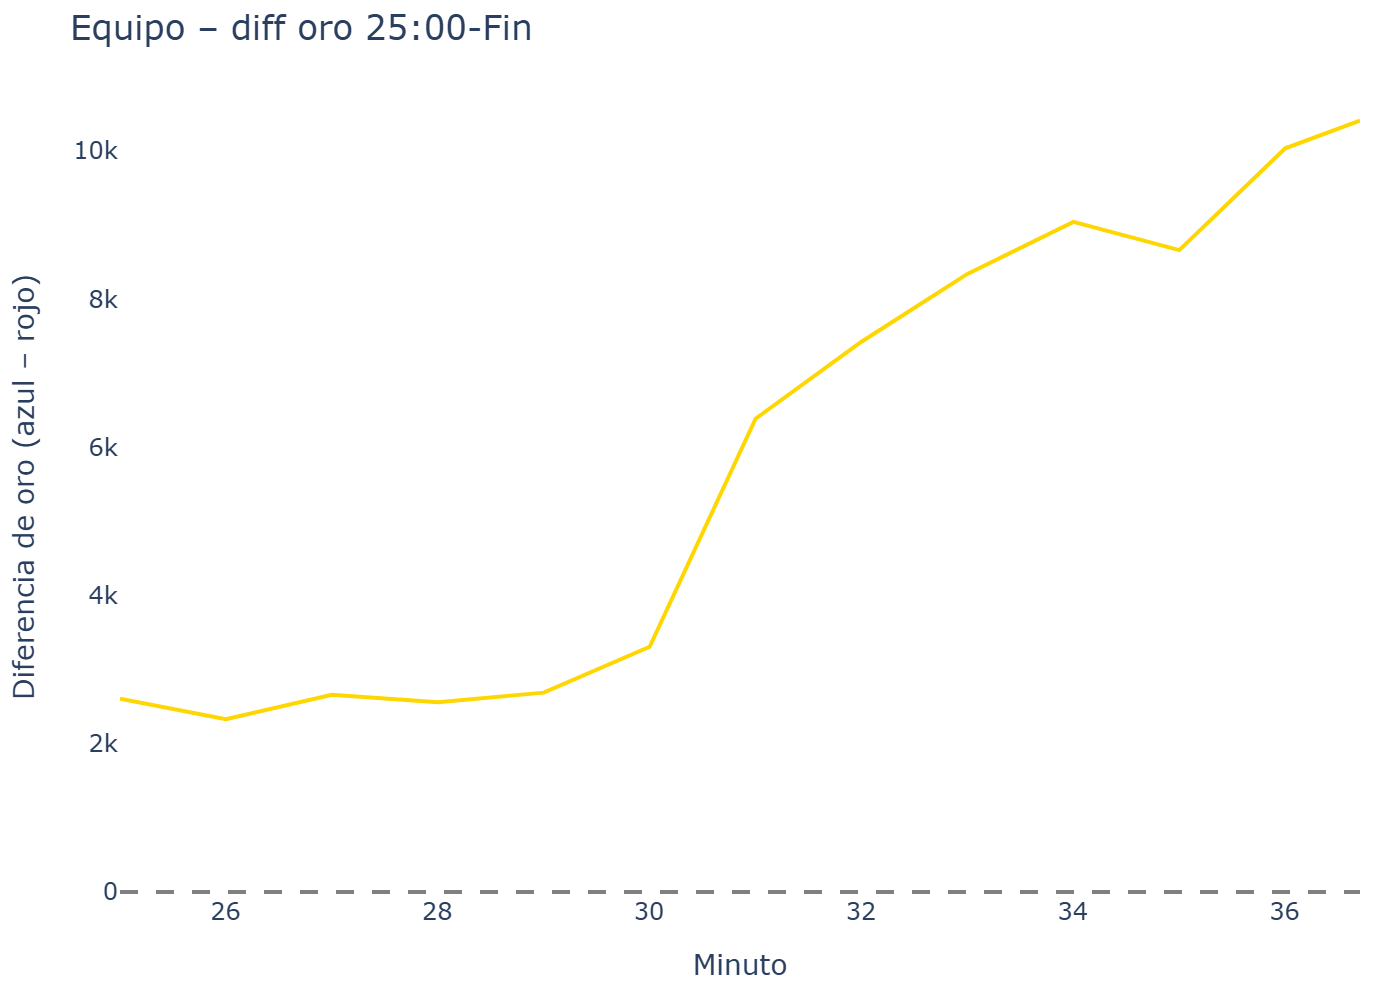 Equipo – diff oro 25:00-Fin
Diferencia de oro (azul – rojo)
10k
8k
6k
4k
2k
0
26 28 30 32 34 36
Minuto